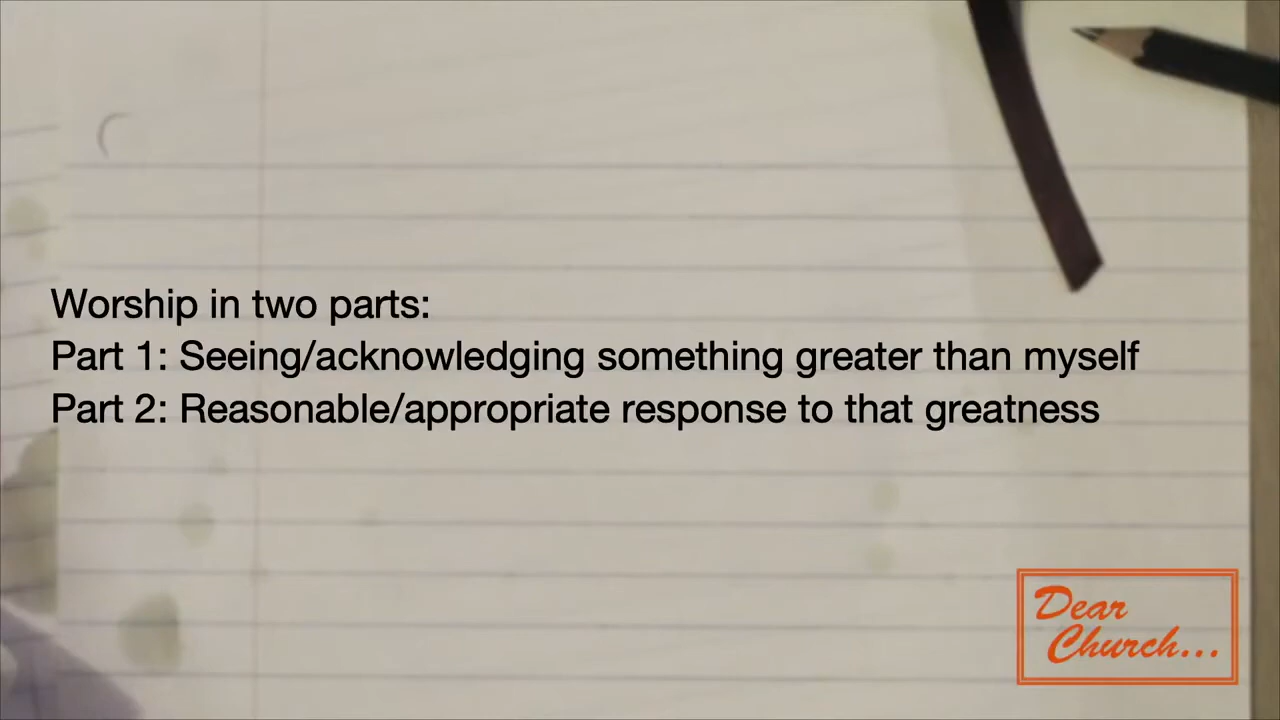 Worship in two parts:
Part 1: Seeing/acknowledging something greater than myself
Part 2: Reasonable/appropriate response to that greatness
Dear
Church...